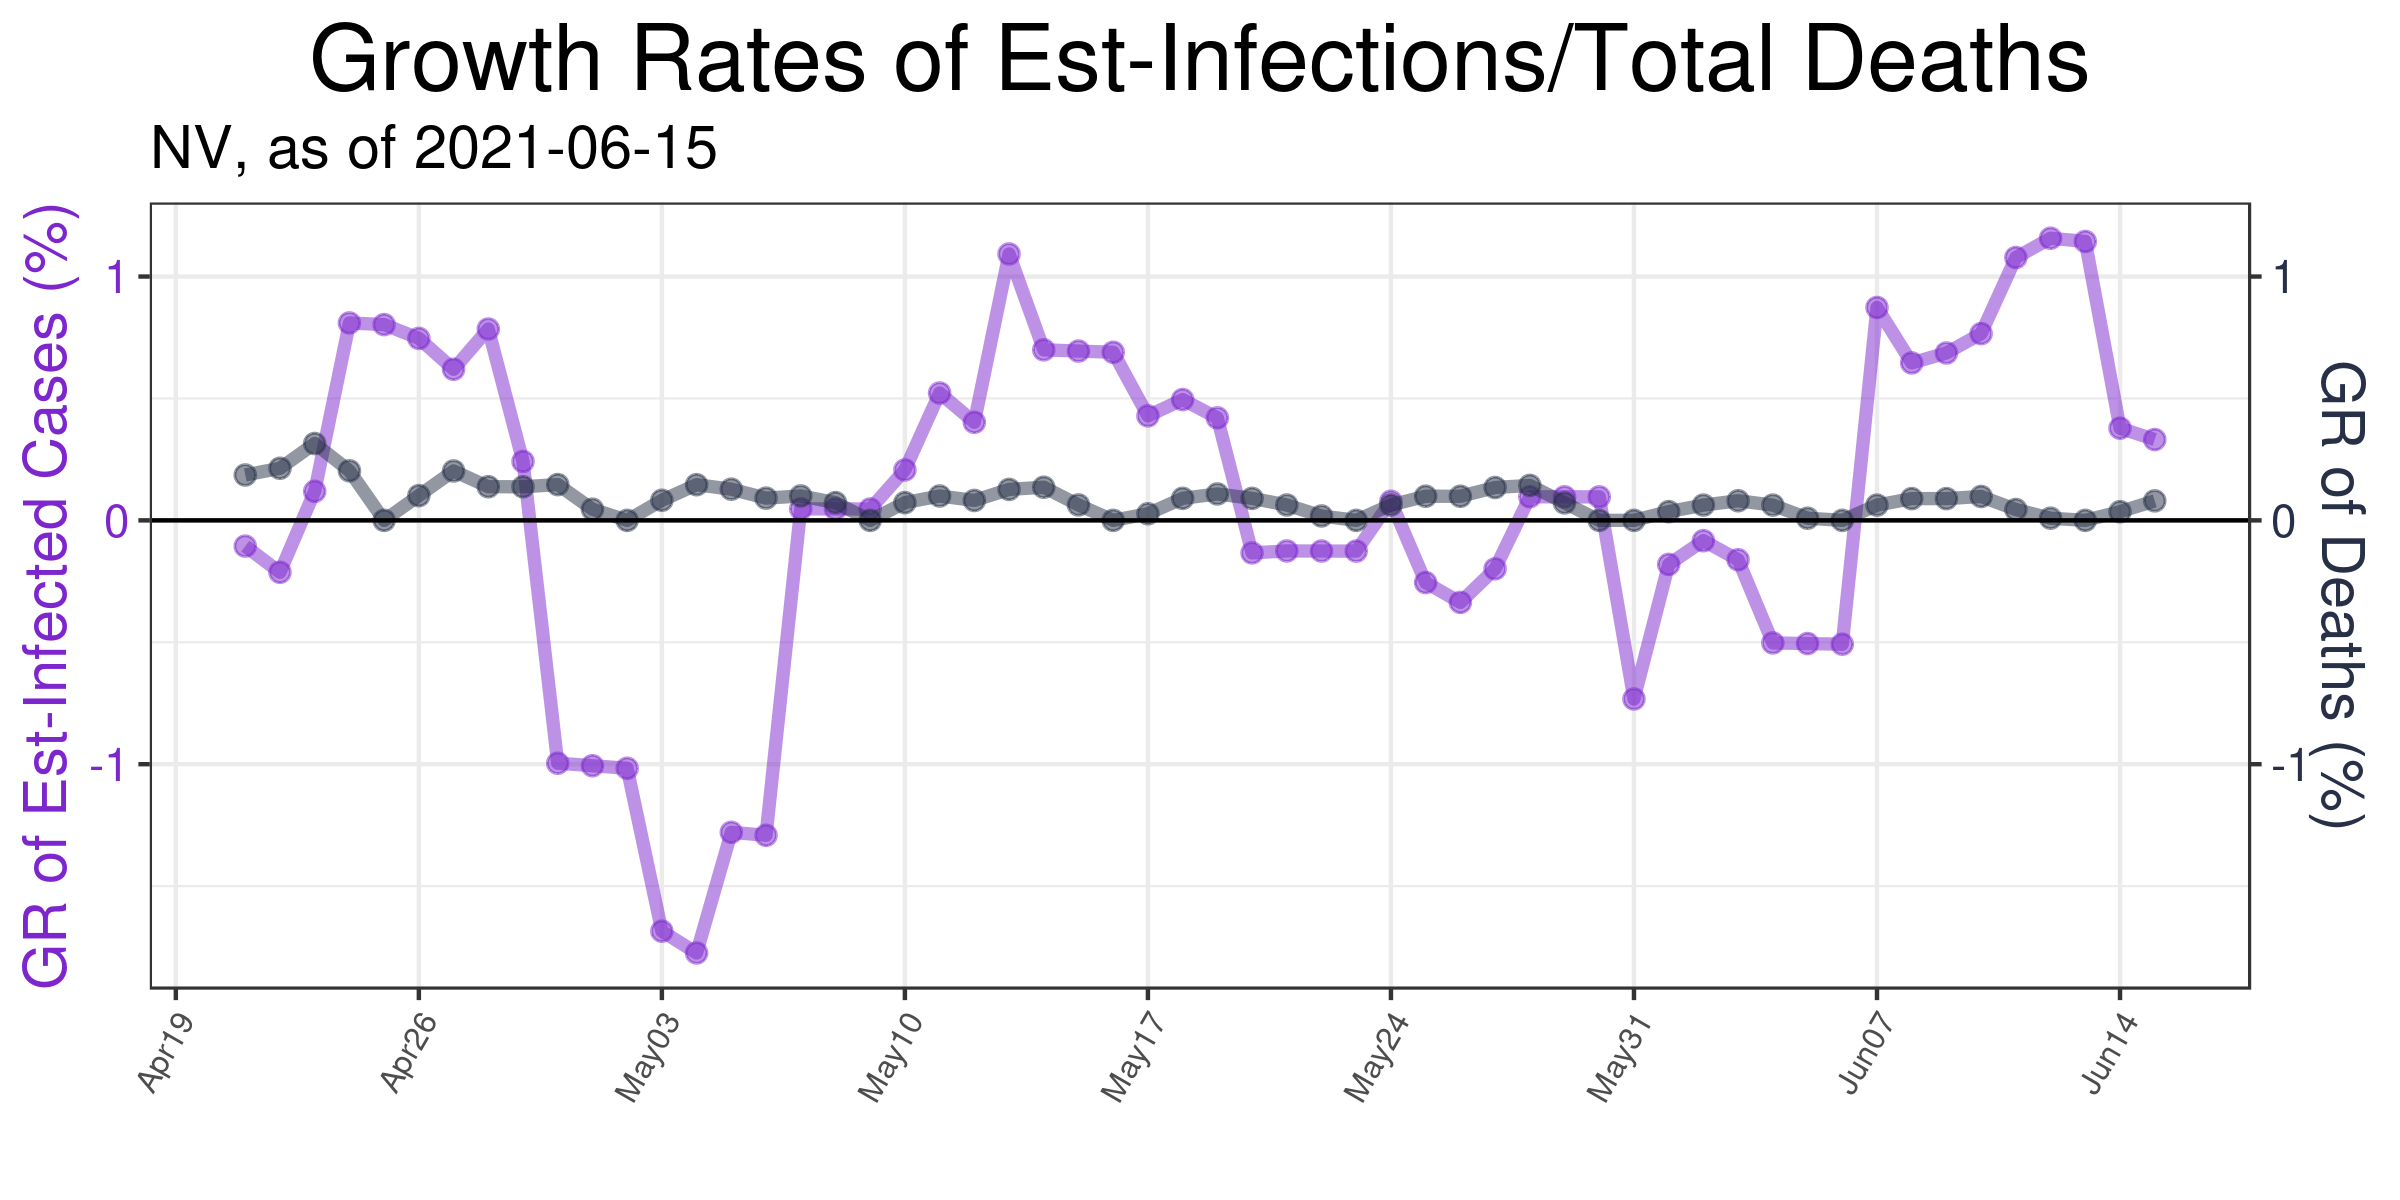 Growth Rates of Est-Infections/Total Deaths
NV, as of 2021-06-15
GR of Est-Infected Cases (%)
1
0
-1
1
0
-1
GR of Deaths (%)
Apr19
Apr26
May03
May10
May17
May24
May31
Jun07
Jun14